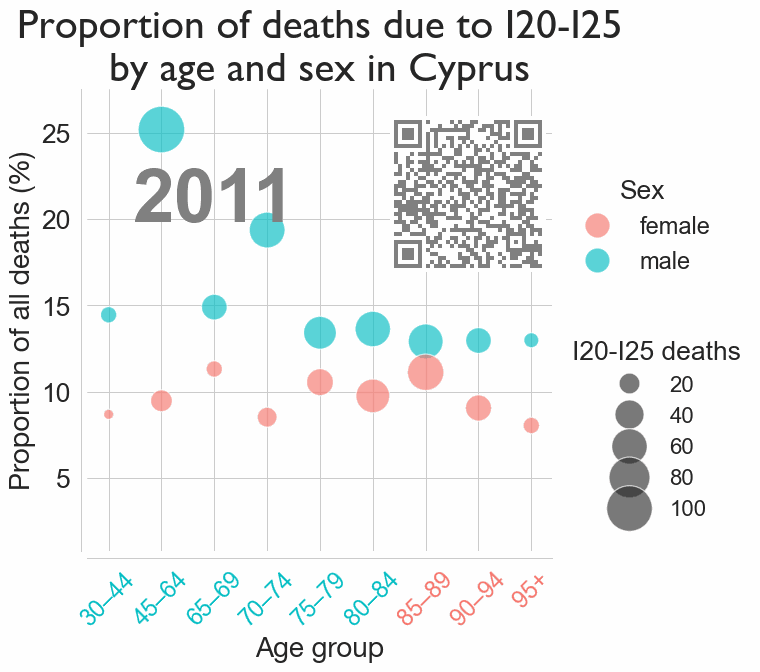 Proportion of deaths due to I20-I25
by age and sex in Cyprus
Proportion of all deaths (%)
25
20
15
10
5
2011
30–44
45–64
65–69
70–74
75–79
80–84
85–89
90–94
95+
Age group
Sex
female
male
I20-I25 deaths
20
40
60
80
100